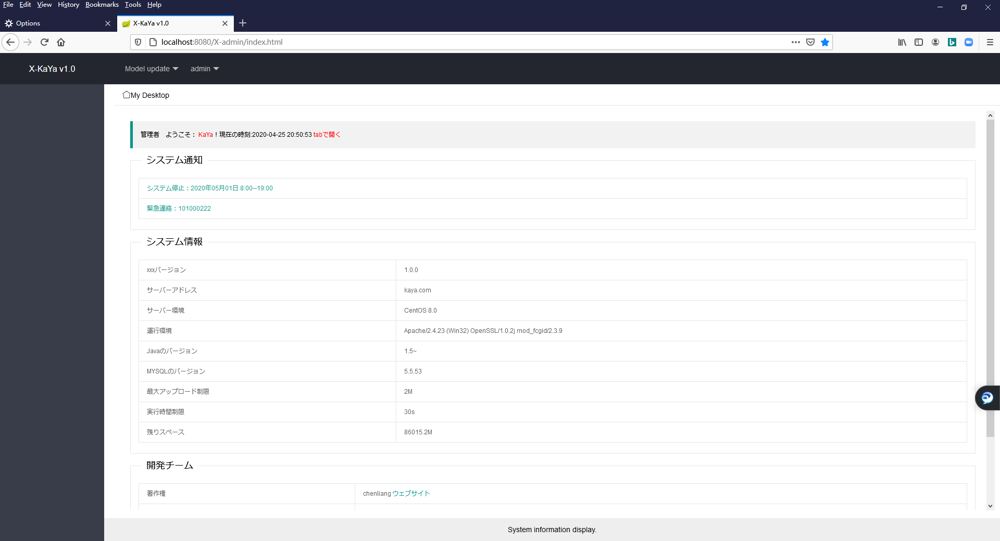 File Edit View History Bookmarks Tools Help
Options
X-KaYa v1.0
localhost:8080/X-admin/index.html
X-KaYa v1.0
Model update
admin
My Desktop
管理者　ようこそ：KaYa！現在の時刻:2020-04-25 20:50:53 tabで開く
システム通知
システム停止：2020年05月01日 8:00--19:00
緊急連絡：101000222
システム情報
xxxバージョン 1.0.0
サーバーアドレス kaya.com
サーバー環境 CentOS 8.0
運行環境 Apache/2.4.23 (Win32) OpenSSL/1.0.2j mod_fcgid/2.3.9
Javaのバージョン 1.5~
MYSQLのバージョン 5.5.53
最大アップロード制限 2M
実行時間制限 30s
残りスペース 86015.2M
開発チーム
著作権 chenliang ウェブサイト
System information display.